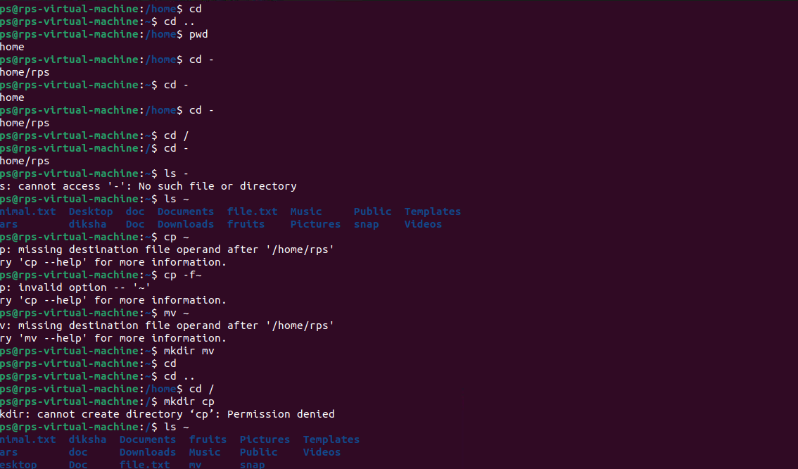 ps@rps-virtual-machine:/home$ cd
ps@rps-virtual-machine:~$ cd ..
ps@rps-virtual-machine:/home$ pwd
home
ps@rps-virtual-machine:/home$ cd -
home/rps
ps@rps-virtual-machine:~$ cd -
home
ps@rps-virtual-machine:/home$ cd -
home/rps
ps@rps-virtual-machine:~$ cd /
ps@rps-virtual-machine:/$ cd -
home/rps
ps@rps-virtual-machine:~$ ls -
s: cannot access '-': No such file or directory
ps@rps-virtual-machine:~$ ls ~
nimal.txt Desktop doc Documents file.txt Music Public Templates
ars diksha Doc Downloads fruits Pictures snap Videos
ps@rps-virtual-machine:~$ cp ~
p: missing destination file operand after '/home/rps'
ry 'cp --help' for more information.
ps@rps-virtual-machine:~$ cp -f~
p: invalid option -- '~'
ry 'cp --help' for more information.
ps@rps-virtual-machine:~$ mv ~
v: missing destination file operand after '/home/rps'
ry 'mv --help' for more information.
ps@rps-virtual-machine:~$ mkdir mv
ps@rps-virtual-machine:~$ cd
ps@rps-virtual-machine:~$ cd ..
ps@rps-virtual-machine:/home$ cd /
ps@rps-virtual-machine:/$ mkdir cp
kdir: cannot create directory ‘cp’: Permission denied
ps@rps-virtual-machine:/$ ls ~
nimal.txt diksha Documents fruits Pictures Templates
ars doc Downloads Music Public Videos
esktop Doc file.txt mv snap